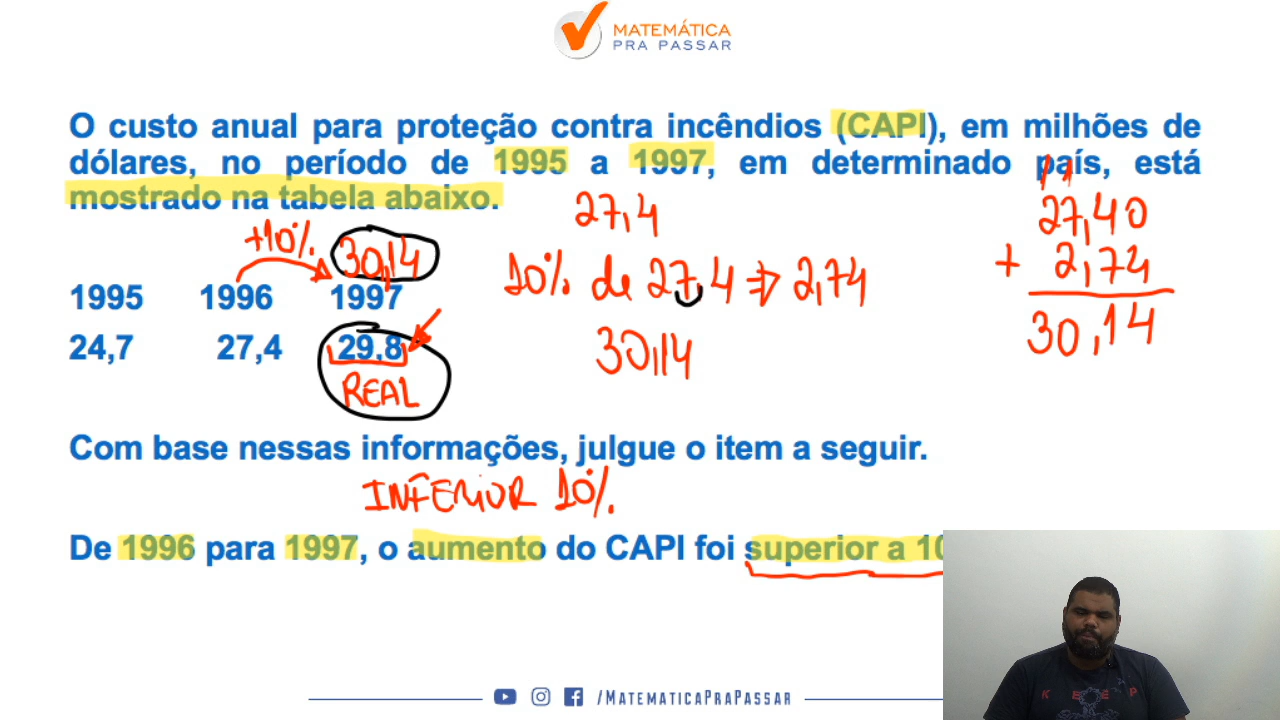 MATEMÁTICA
PRA PASSAR
O custo anual para proteção contra incêndios (CAPI), em milhões de
dólares, no período de 1995 a 1997, em determinado país, está
mostrado na tabela abaixo.
27,4
27,40
+10% 30,14
10% de 27,4 ⇒ 2,74
+ 2,74
1995 1996 1997
30,14
24,7 27,4 29,8
30,14
REAL
Com base nessas informações, julgue o item a seguir.
INFERIOR 10%
De 1996 para 1997, o aumento do CAPI foi superior a 10
K E E P
/MATEMATICAPRAPASSAR